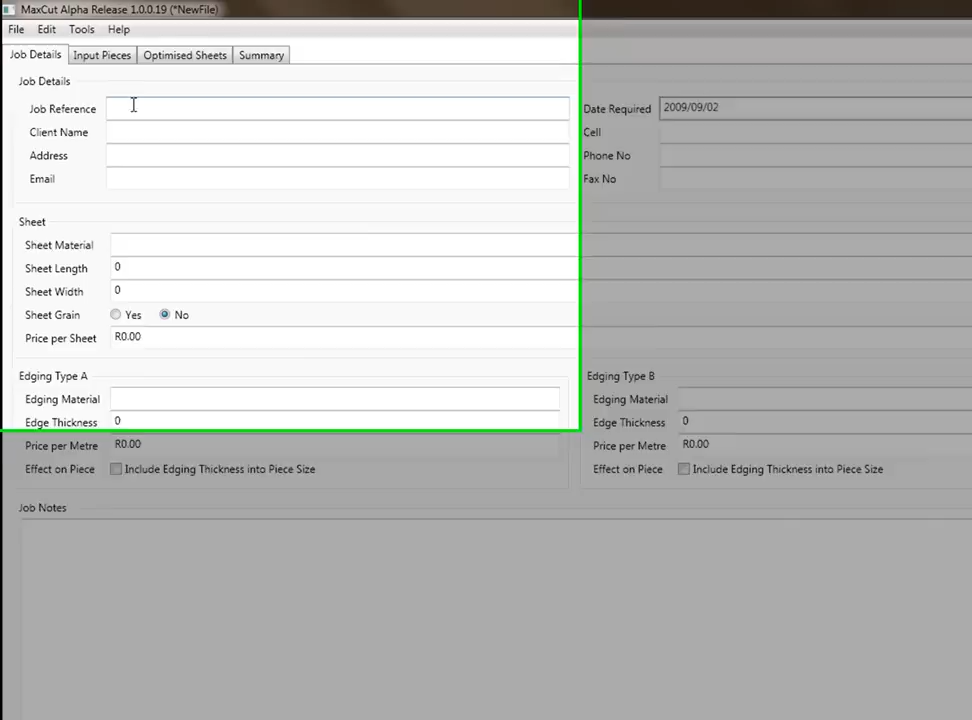 MaxCut Alpha Release 1.0.0.19 (*NewFile)
File Edit Tools Help
Job Details Input Pieces Optimised Sheets Summary
Job Details
Job Reference Date Required 2009/09/02
Client Name Cell
Address Phone No
Email Fax No
Sheet
Sheet Material
Sheet Length 0
Sheet Width 0
Sheet Grain Yes No
Price per Sheet R0.00
Edging Type A Edging Type B
Edging Material Edging Material
Edge Thickness 0 Edge Thickness 0
Price per Metre R0.00 Price per Metre R0.00
Effect on Piece Include Edging Thickness into Piece Size Effect on Piece Include Edging Thickness into Piece Size
Job Notes